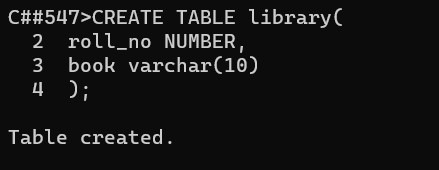 C##547>CREATE TABLE library(
  2  roll_no NUMBER,
  3  book varchar(10)
  4  );
Table created.